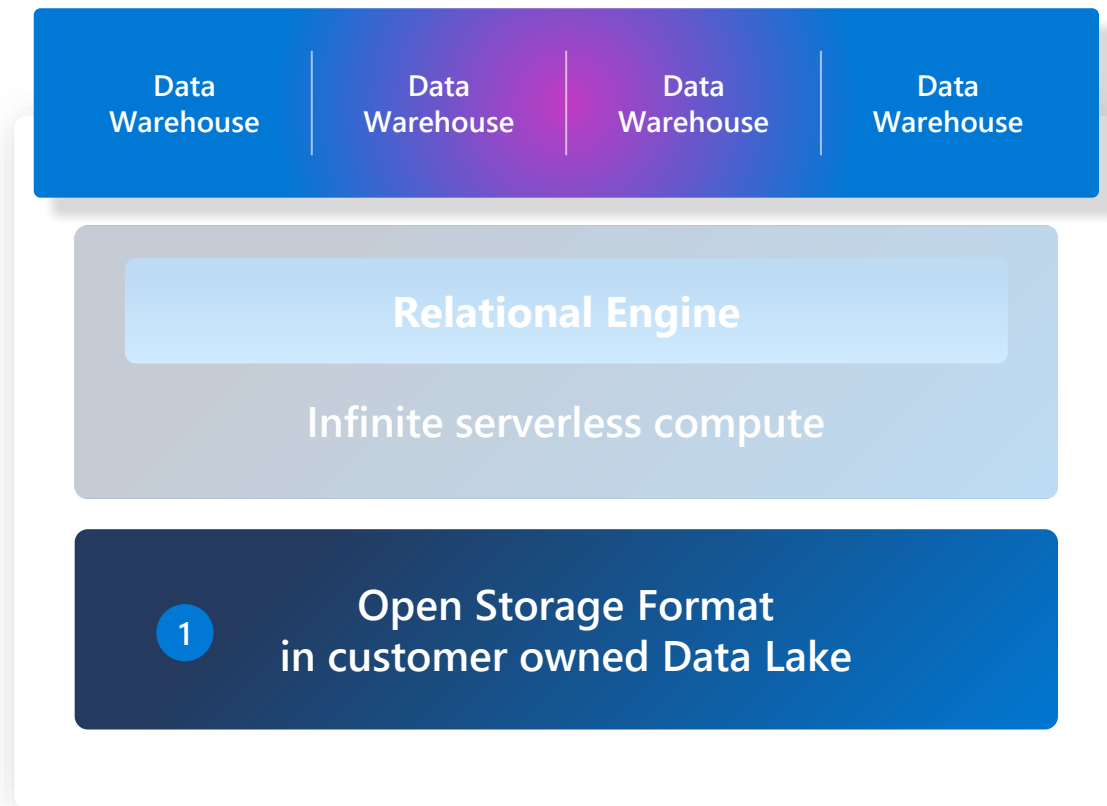 Data
Warehouse
Data
Warehouse
Data
Warehouse
Data
Warehouse
Relational Engine
Infinite serverless compute
1
Open Storage Format
in customer owned Data Lake